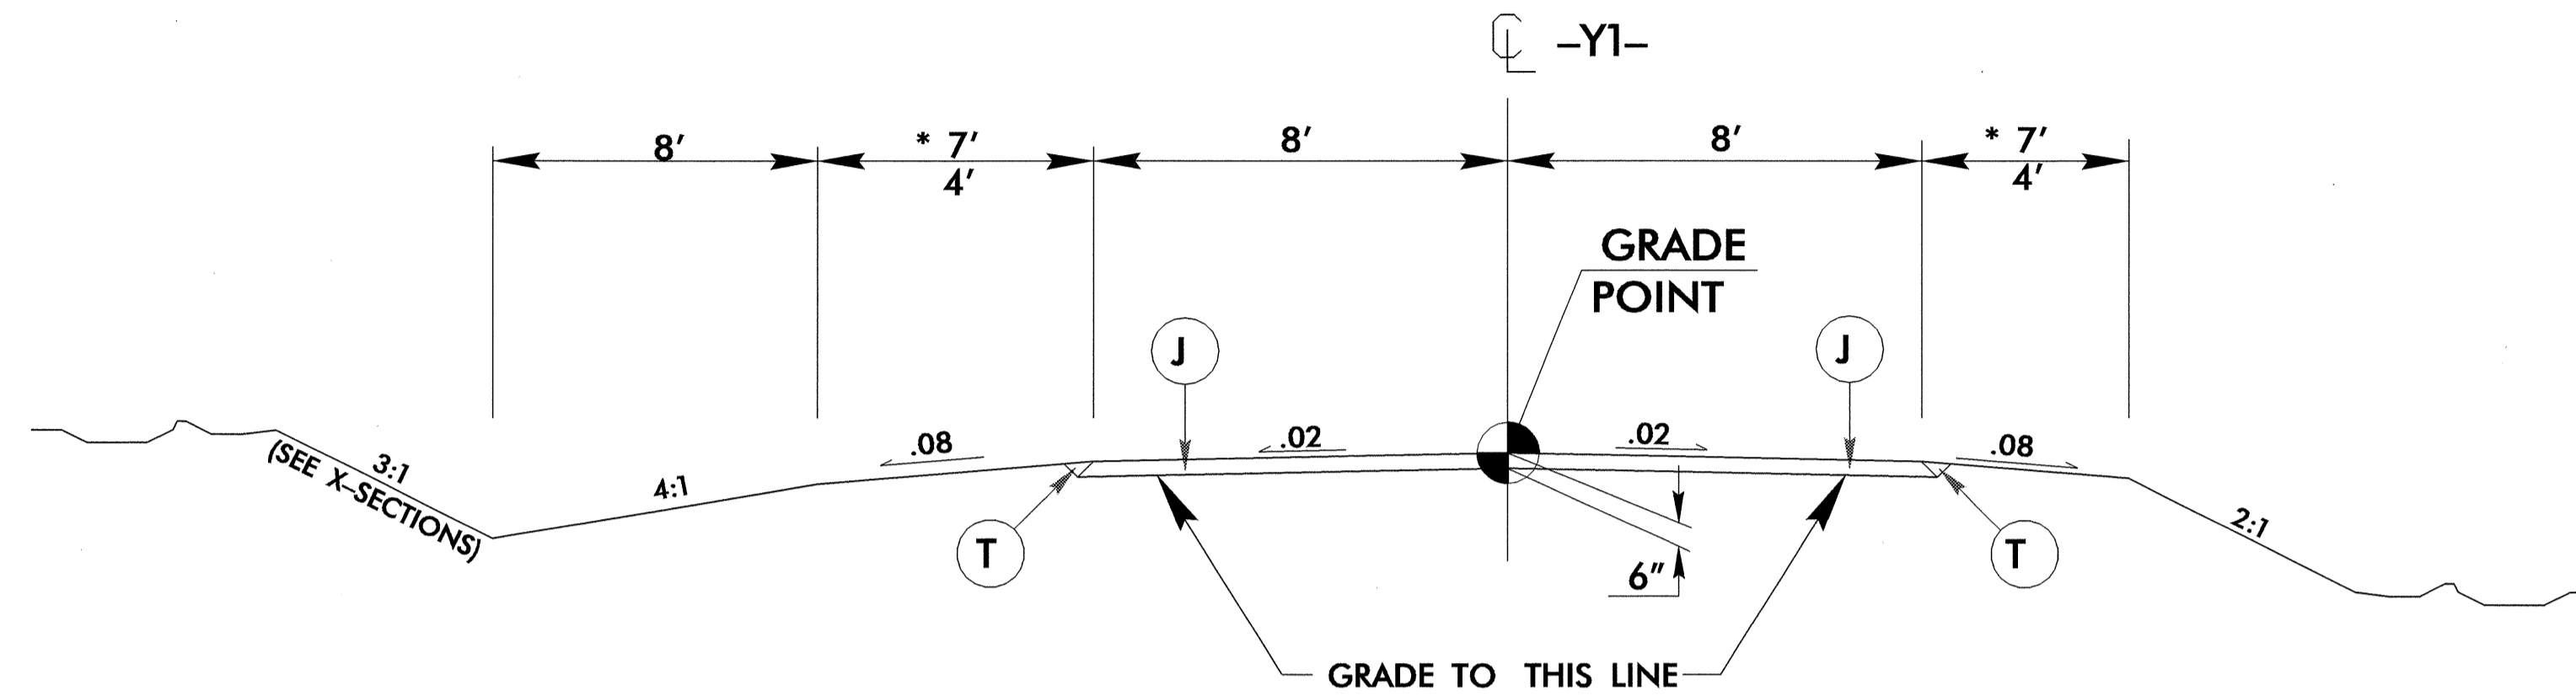 ℄ –Y1–
8'
* 7'
4'
8'
8'
* 7'
4'
GRADE
POINT
J
J
.08
.02
.02
.08
3:1
(SEE X–SECTIONS)
4:1
2:1
T
T
6"
GRADE TO THIS LINE